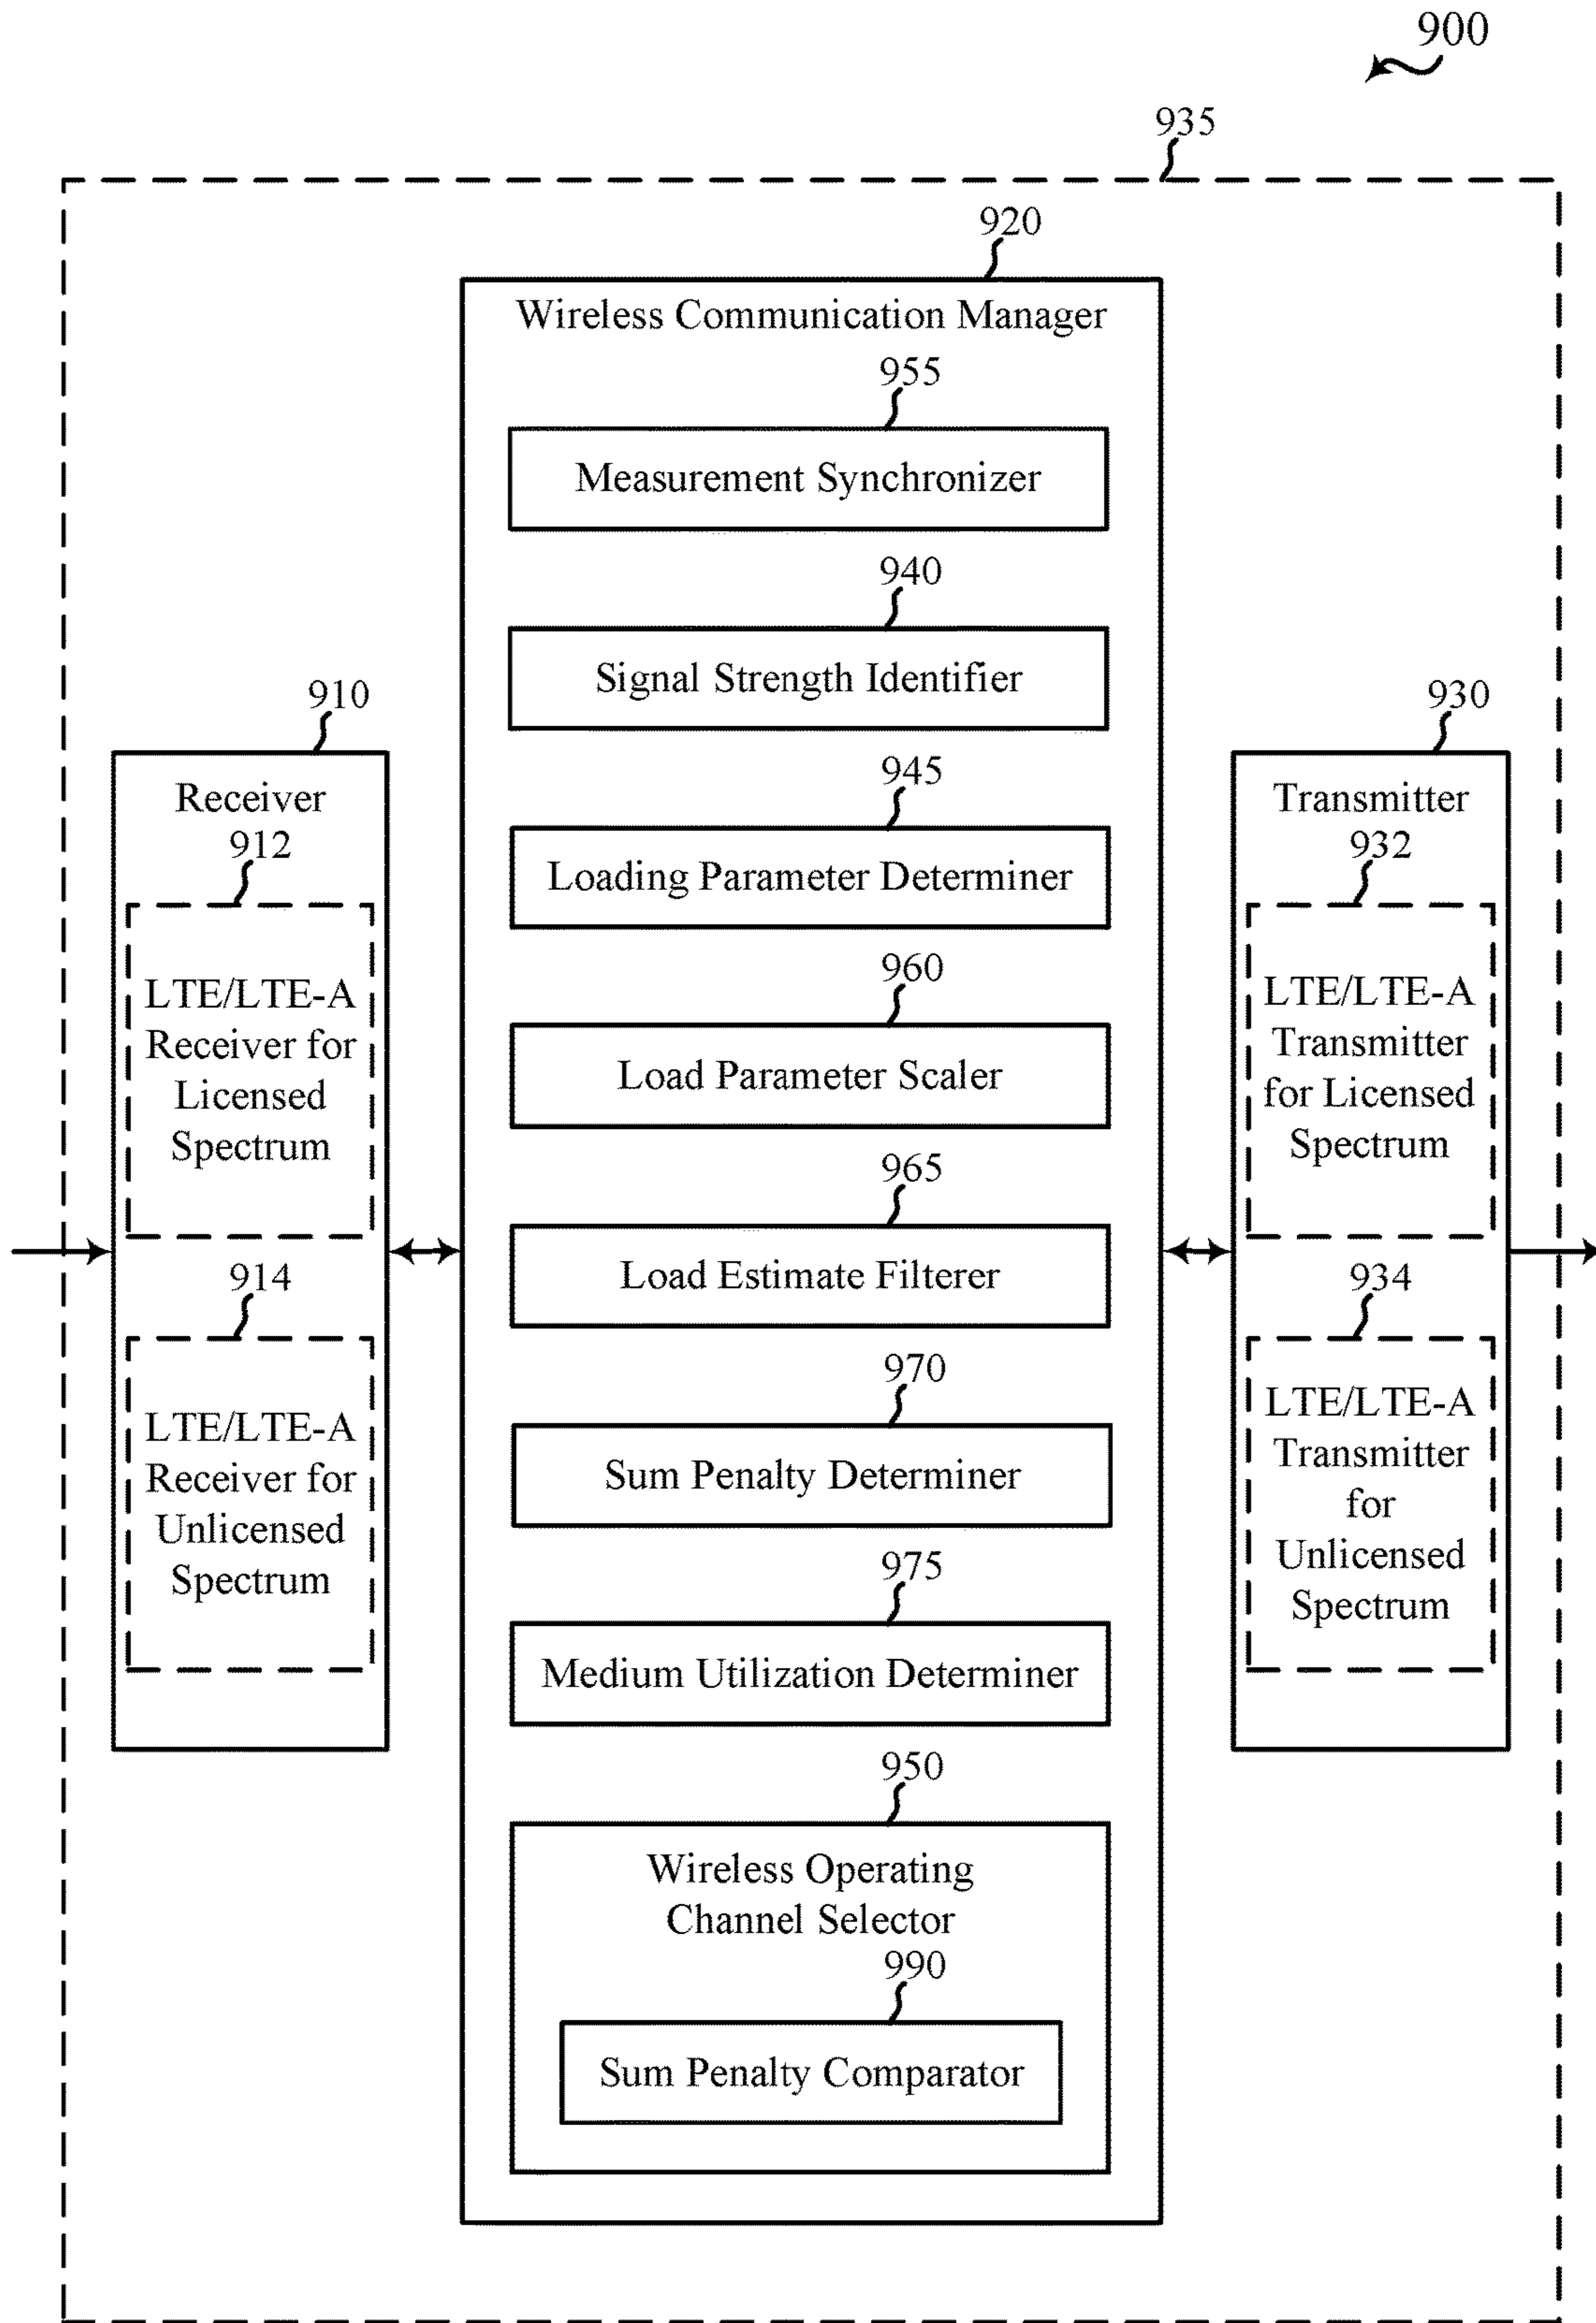 900
935
920
Wireless Communication Manager
955
Measurement Synchronizer
940
Signal Strength Identifier
945
Loading Parameter Determiner
960
Load Parameter Scaler
965
Load Estimate Filterer
970
Sum Penalty Determiner
975
Medium Utilization Determiner
950
Wireless Operating
Channel Selector
990
Sum Penalty Comparator
910
Receiver
912
LTE/LTE-A
Receiver for
Licensed
Spectrum
914
LTE/LTE-A
Receiver for
Unlicensed
Spectrum
930
Transmitter
932
LTE/LTE-A
Transmitter
for Licensed
Spectrum
934
LTE/LTE-A
Transmitter
for
Unlicensed
Spectrum